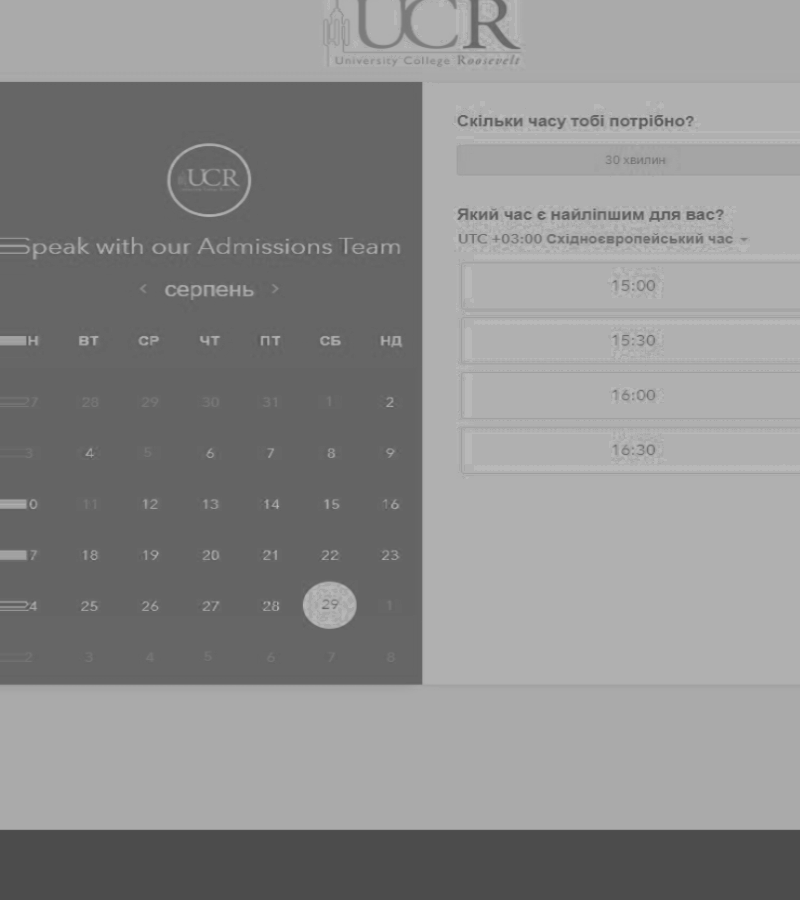 UCR
University College Roosevelt
UCR
Speak with our Admissions Team
< серпень >
Н ВТ СР ЧТ ПТ СБ НД
27 28 29 30 31 1 2
3 4 5 6 7 8 9
0 11 12 13 14 15 16
7 18 19 20 21 22 23
24 25 26 27 28 29 1
2 3 4 5 6 7 8
Скільки часу тобі потрібно?
30 хвилин
Який час є найліпшим для вас?
UTC +03:00 Східноєвропейський час
15:00
15:30
16:00
16:30